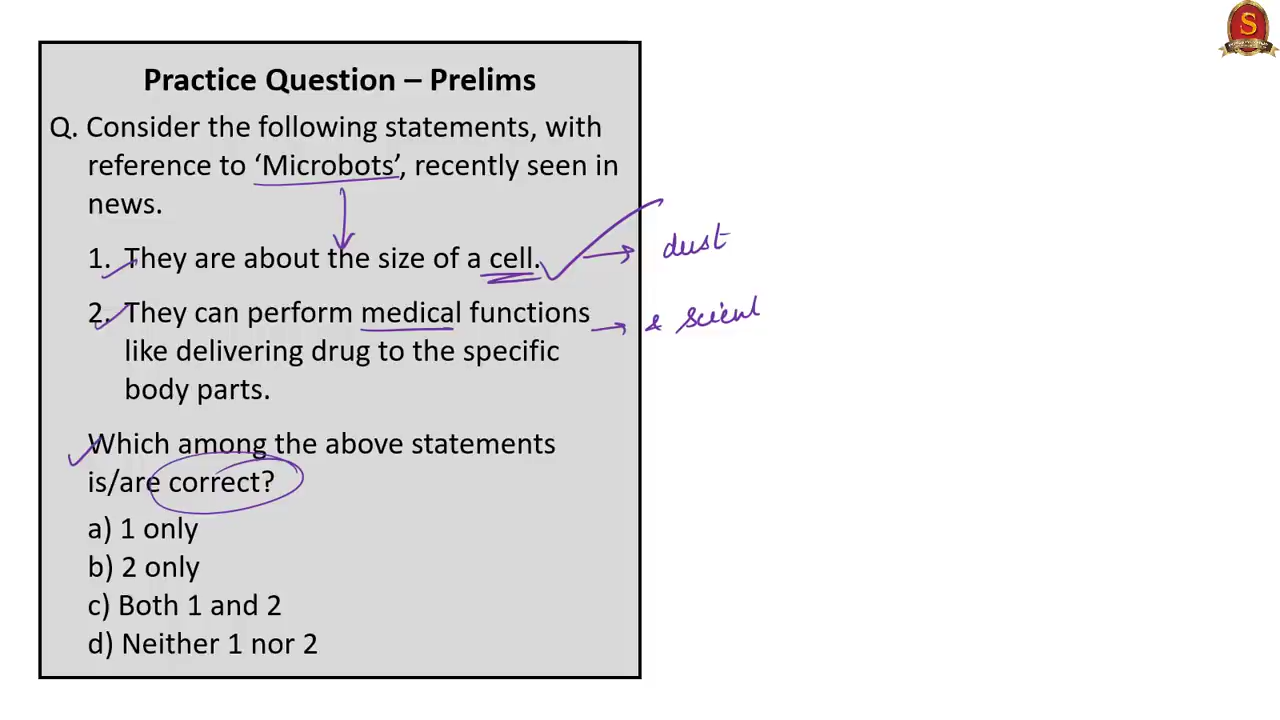 S
Practice Question – Prelims
Q. Consider the following statements, with
reference to ‘Microbots’, recently seen in
news.
1. They are about the size of a cell.
dust
2. They can perform medical functions
& scient
like delivering drug to the specific
body parts.
Which among the above statements
is/are correct?
a) 1 only
b) 2 only
c) Both 1 and 2
d) Neither 1 nor 2